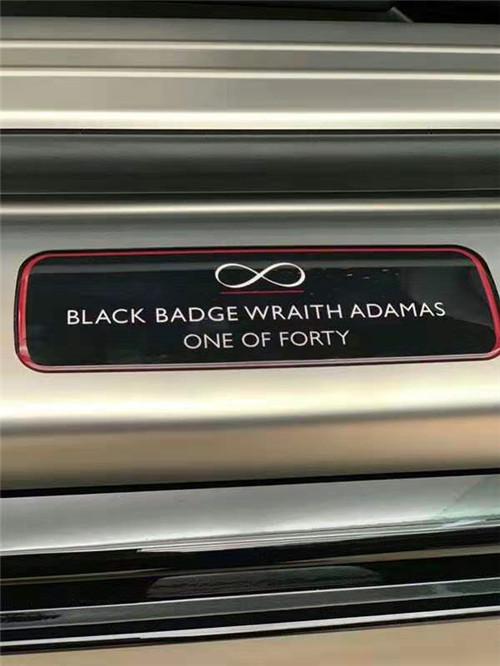 BLACK BADGE WRAITH ADAMAS
ONE OF FORTY